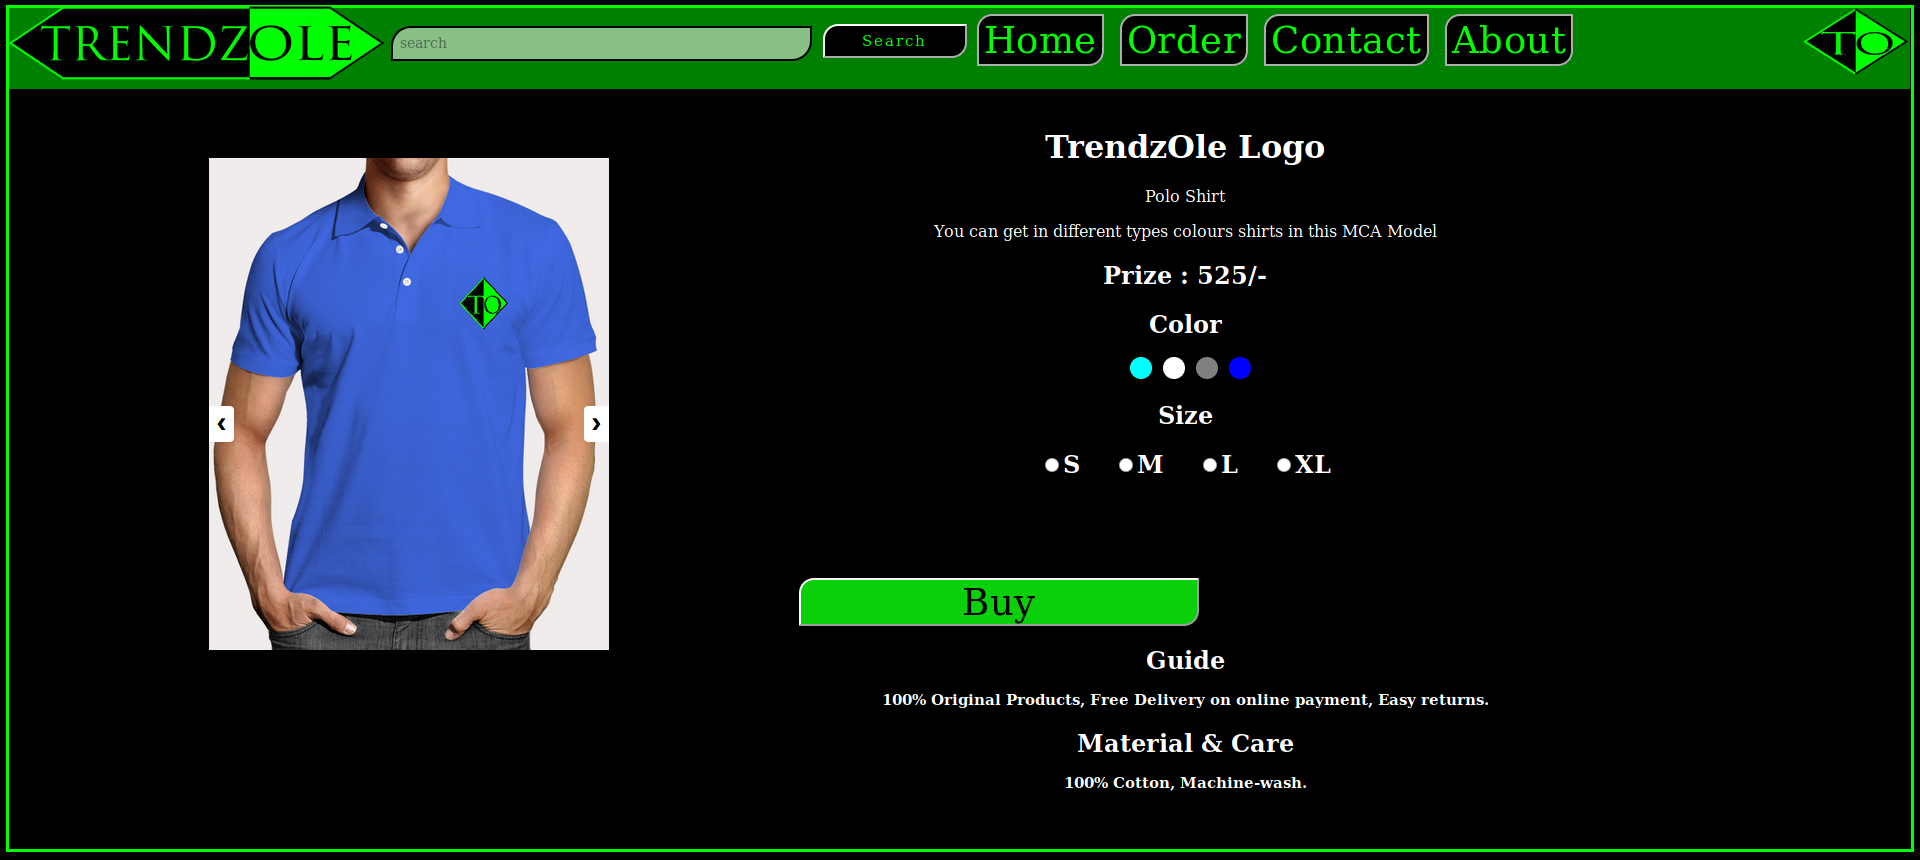 TRENDZOLE
search
Search
Home
Order
Contact
About
TO
TrendzOle Logo
Polo Shirt
You can get in different types colours shirts in this MCA Model
Prize : 525/-
Color
TO
Size
‹
›
S
M
L
XL
Buy
Guide
100% Original Products, Free Delivery on online payment, Easy returns.
Material & Care
100% Cotton, Machine-wash.